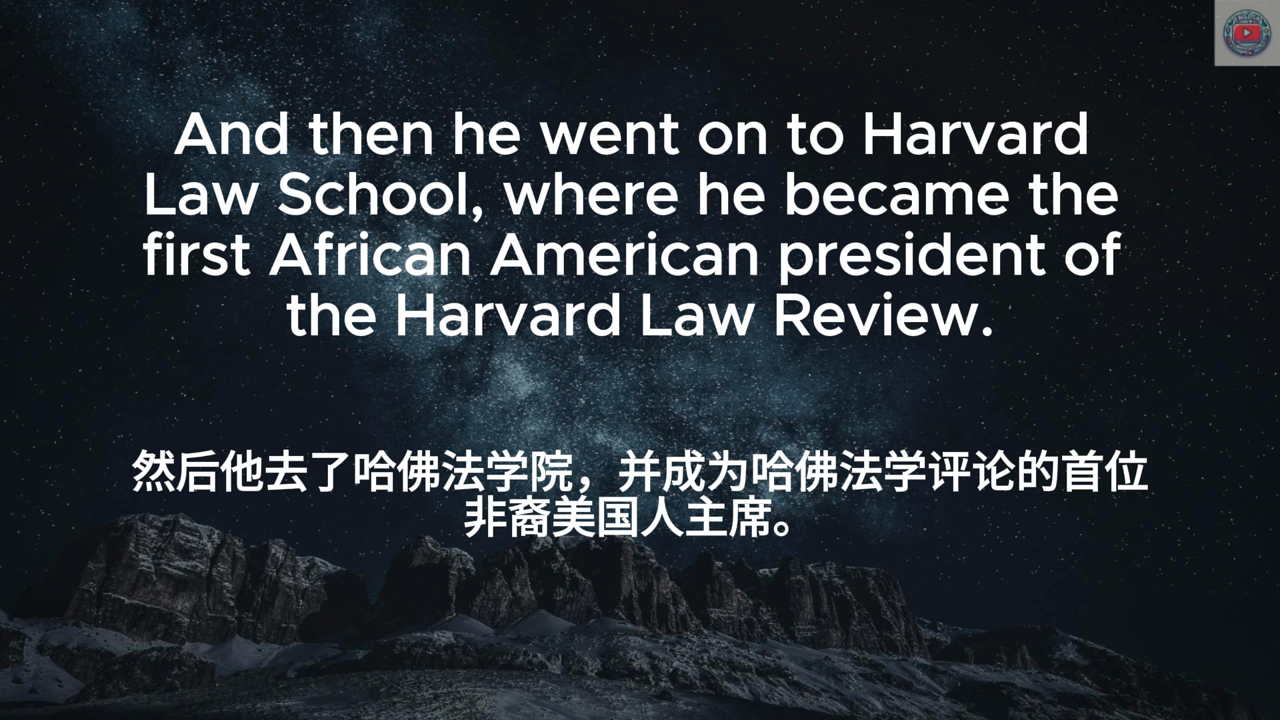 And then he went on to Harvard
Law School, where he became the
first African American president of
the Harvard Law Review.
然后他去了哈佛法学院，并成为哈佛法学评论的首位
非裔美国人主席。